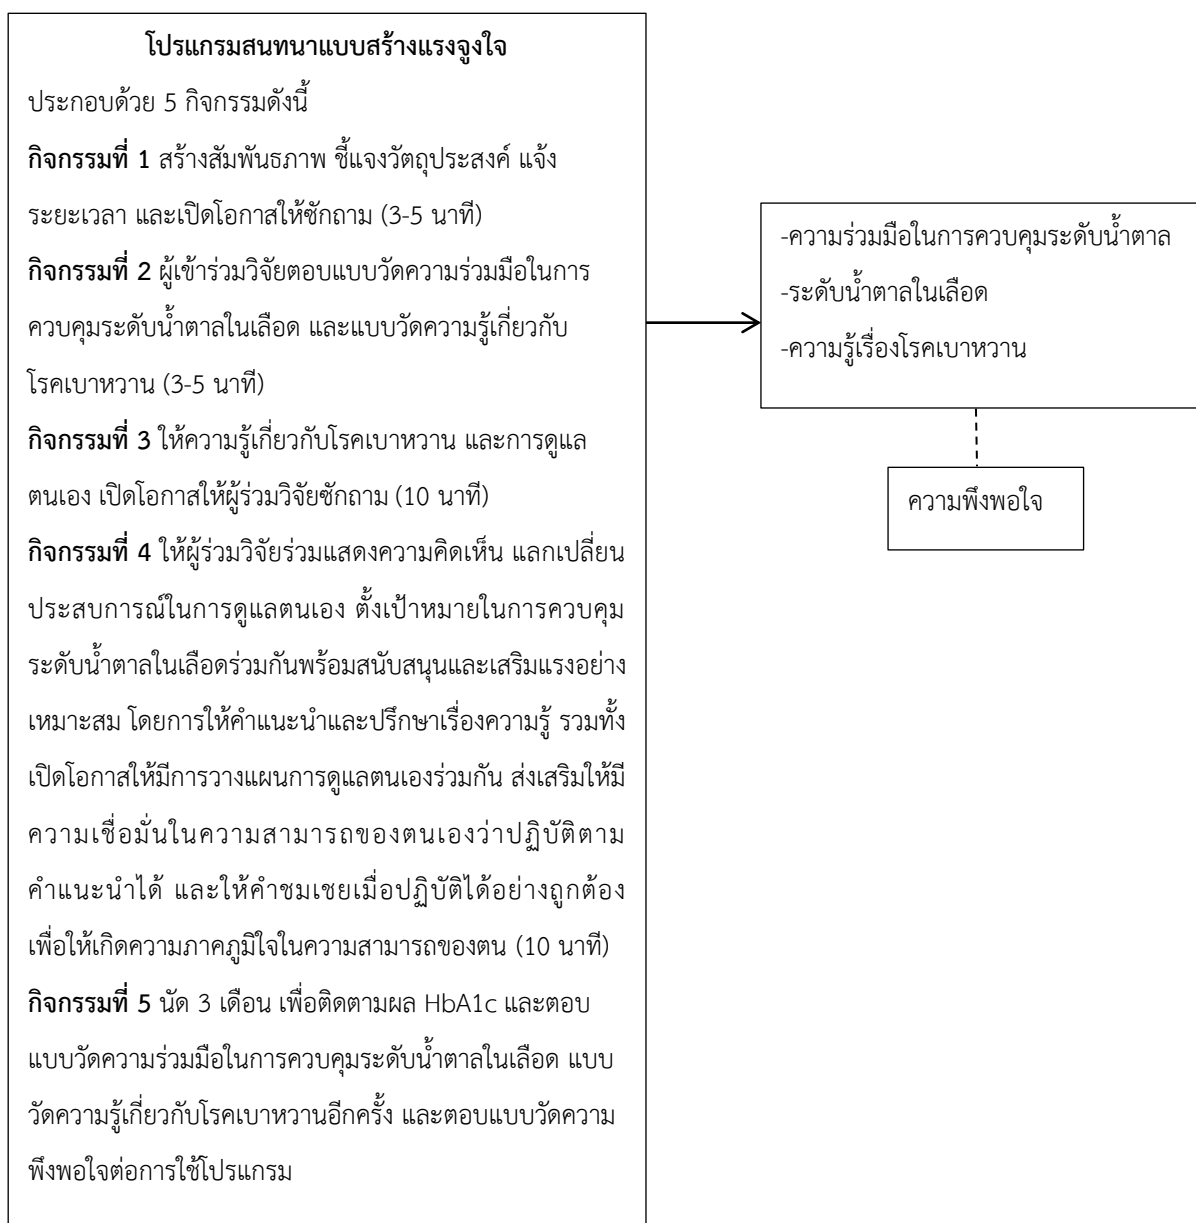 โปรแกรมสนทนาแบบสร้างแรงจูงใจ
ประกอบด้วย 5 กิจกรรมดังนี้
กิจกรรมที่ 1 สร้างสัมพันธภาพ ชี้แจงวัตถุประสงค์ แจ้ง
ระยะเวลา และเปิดโอกาสให้ซักถาม (3-5 นาที)
กิจกรรมที่ 2 ผู้เข้าร่วมวิจัยตอบแบบวัดความร่วมมือในการ
ควบคุมระดับน้ำตาลในเลือด และแบบวัดความรู้เกี่ยวกับ
โรคเบาหวาน (3-5 นาที)
กิจกรรมที่ 3 ให้ความรู้เกี่ยวกับโรคเบาหวาน และการดูแล
ตนเอง เปิดโอกาสให้ผู้ร่วมวิจัยซักถาม (10 นาที)
กิจกรรมที่ 4 ให้ผู้ร่วมวิจัยร่วมแสดงความคิดเห็น แลกเปลี่ยน
ประสบการณ์ในการดูแลตนเอง ตั้งเป้าหมายในการควบคุม
ระดับน้ำตาลในเลือดร่วมกันพร้อมสนับสนุนและเสริมแรงอย่าง
เหมาะสม โดยการให้คำแนะนำและปรึกษาเรื่องความรู้ รวมทั้ง
เปิดโอกาสให้มีการวางแผนการดูแลตนเองร่วมกัน ส่งเสริมให้มี
ความเชื่อมั่นในความสามารถของตนเองว่าปฏิบัติตาม
คำแนะนำได้ และให้คำชมเชยเมื่อปฏิบัติได้อย่างถูกต้อง
เพื่อให้เกิดความภาคภูมิใจในความสามารถของตน (10 นาที)
กิจกรรมที่ 5 นัด 3 เดือน เพื่อติดตามผล HbA1c และตอบ
แบบวัดความร่วมมือในการควบคุมระดับน้ำตาลในเลือด แบบ
วัดความรู้เกี่ยวกับโรคเบาหวานอีกครั้ง และตอบแบบวัดความ
พึงพอใจต่อการใช้โปรแกรม
-ความร่วมมือในการควบคุมระดับน้ำตาล
-ระดับน้ำตาลในเลือด
-ความรู้เรื่องโรคเบาหวาน
ความพึงพอใจ